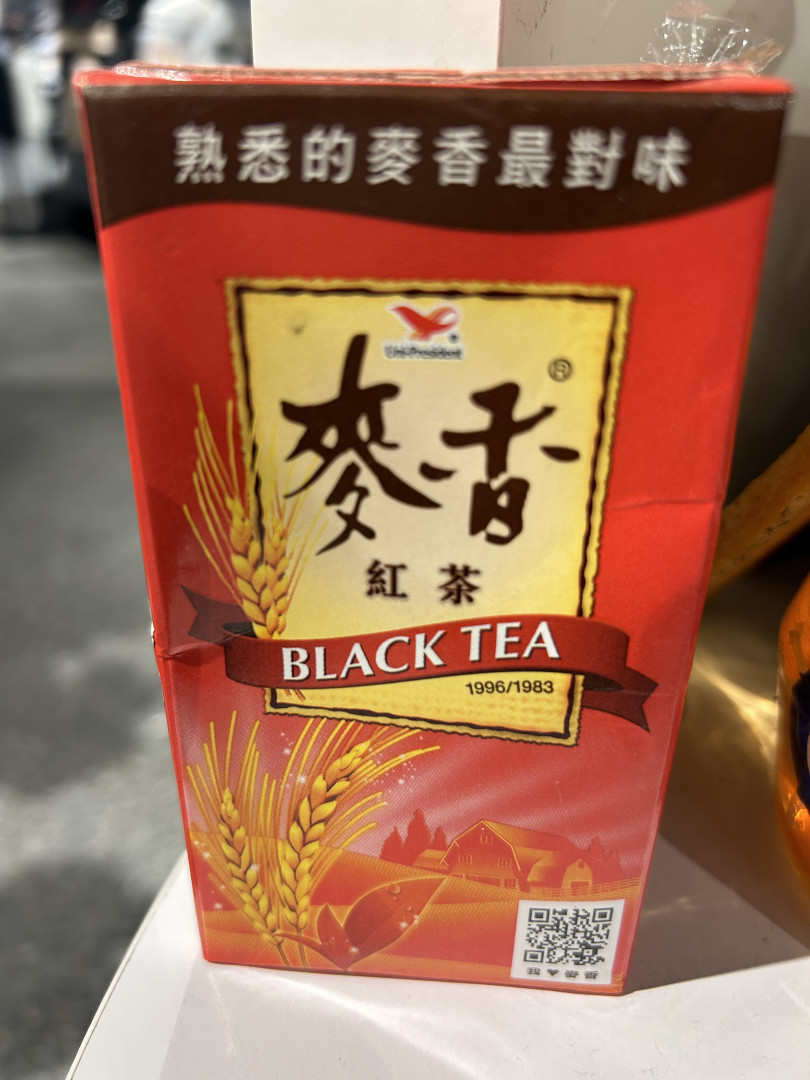 熟悉的麥香最對味
Uni-President
麥香®
紅茶
BLACK TEA
1996/1983
我♥麥香